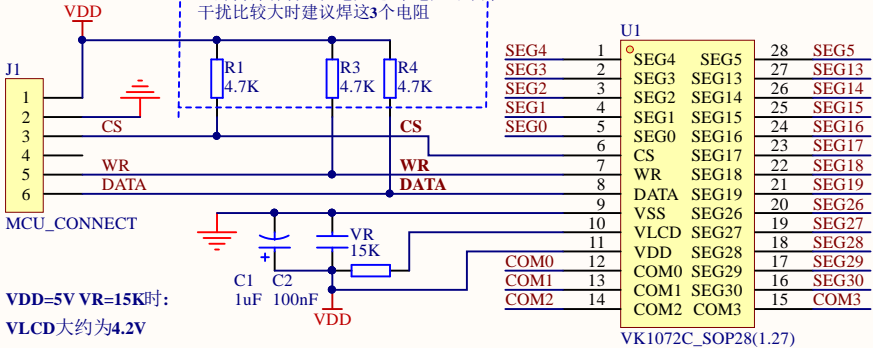 干扰比较大时建议焊这3个电阻
VDD
J1
1
2
3
4
5
6
MCU_CONNECT
CS
WR
DATA
R1
4.7K
R3
4.7K
R4
4.7K
CS
WR
DATA
VR
15K
C1
1uF
C2
100nF
VDD
VDD=5V VR=15K时:
VLCD大约为4.2V
U1
SEG4 1 SEG4 SEG5 28 SEG5
SEG3 2 SEG3 SEG13 27 SEG13
SEG2 3 SEG2 SEG14 26 SEG14
SEG1 4 SEG1 SEG15 25 SEG15
SEG0 5 SEG0 SEG16 24 SEG16
6 CS SEG17 23 SEG17
7 WR SEG18 22 SEG18
8 DATA SEG19 21 SEG19
9 VSS SEG26 20 SEG26
10 VLCD SEG27 19 SEG27
11 VDD SEG28 18 SEG28
COM0 12 COM0 SEG29 17 SEG29
COM1 13 COM1 SEG30 16 SEG30
COM2 14 COM2 COM3 15 COM3
VK1072C_SOP28(1.27)